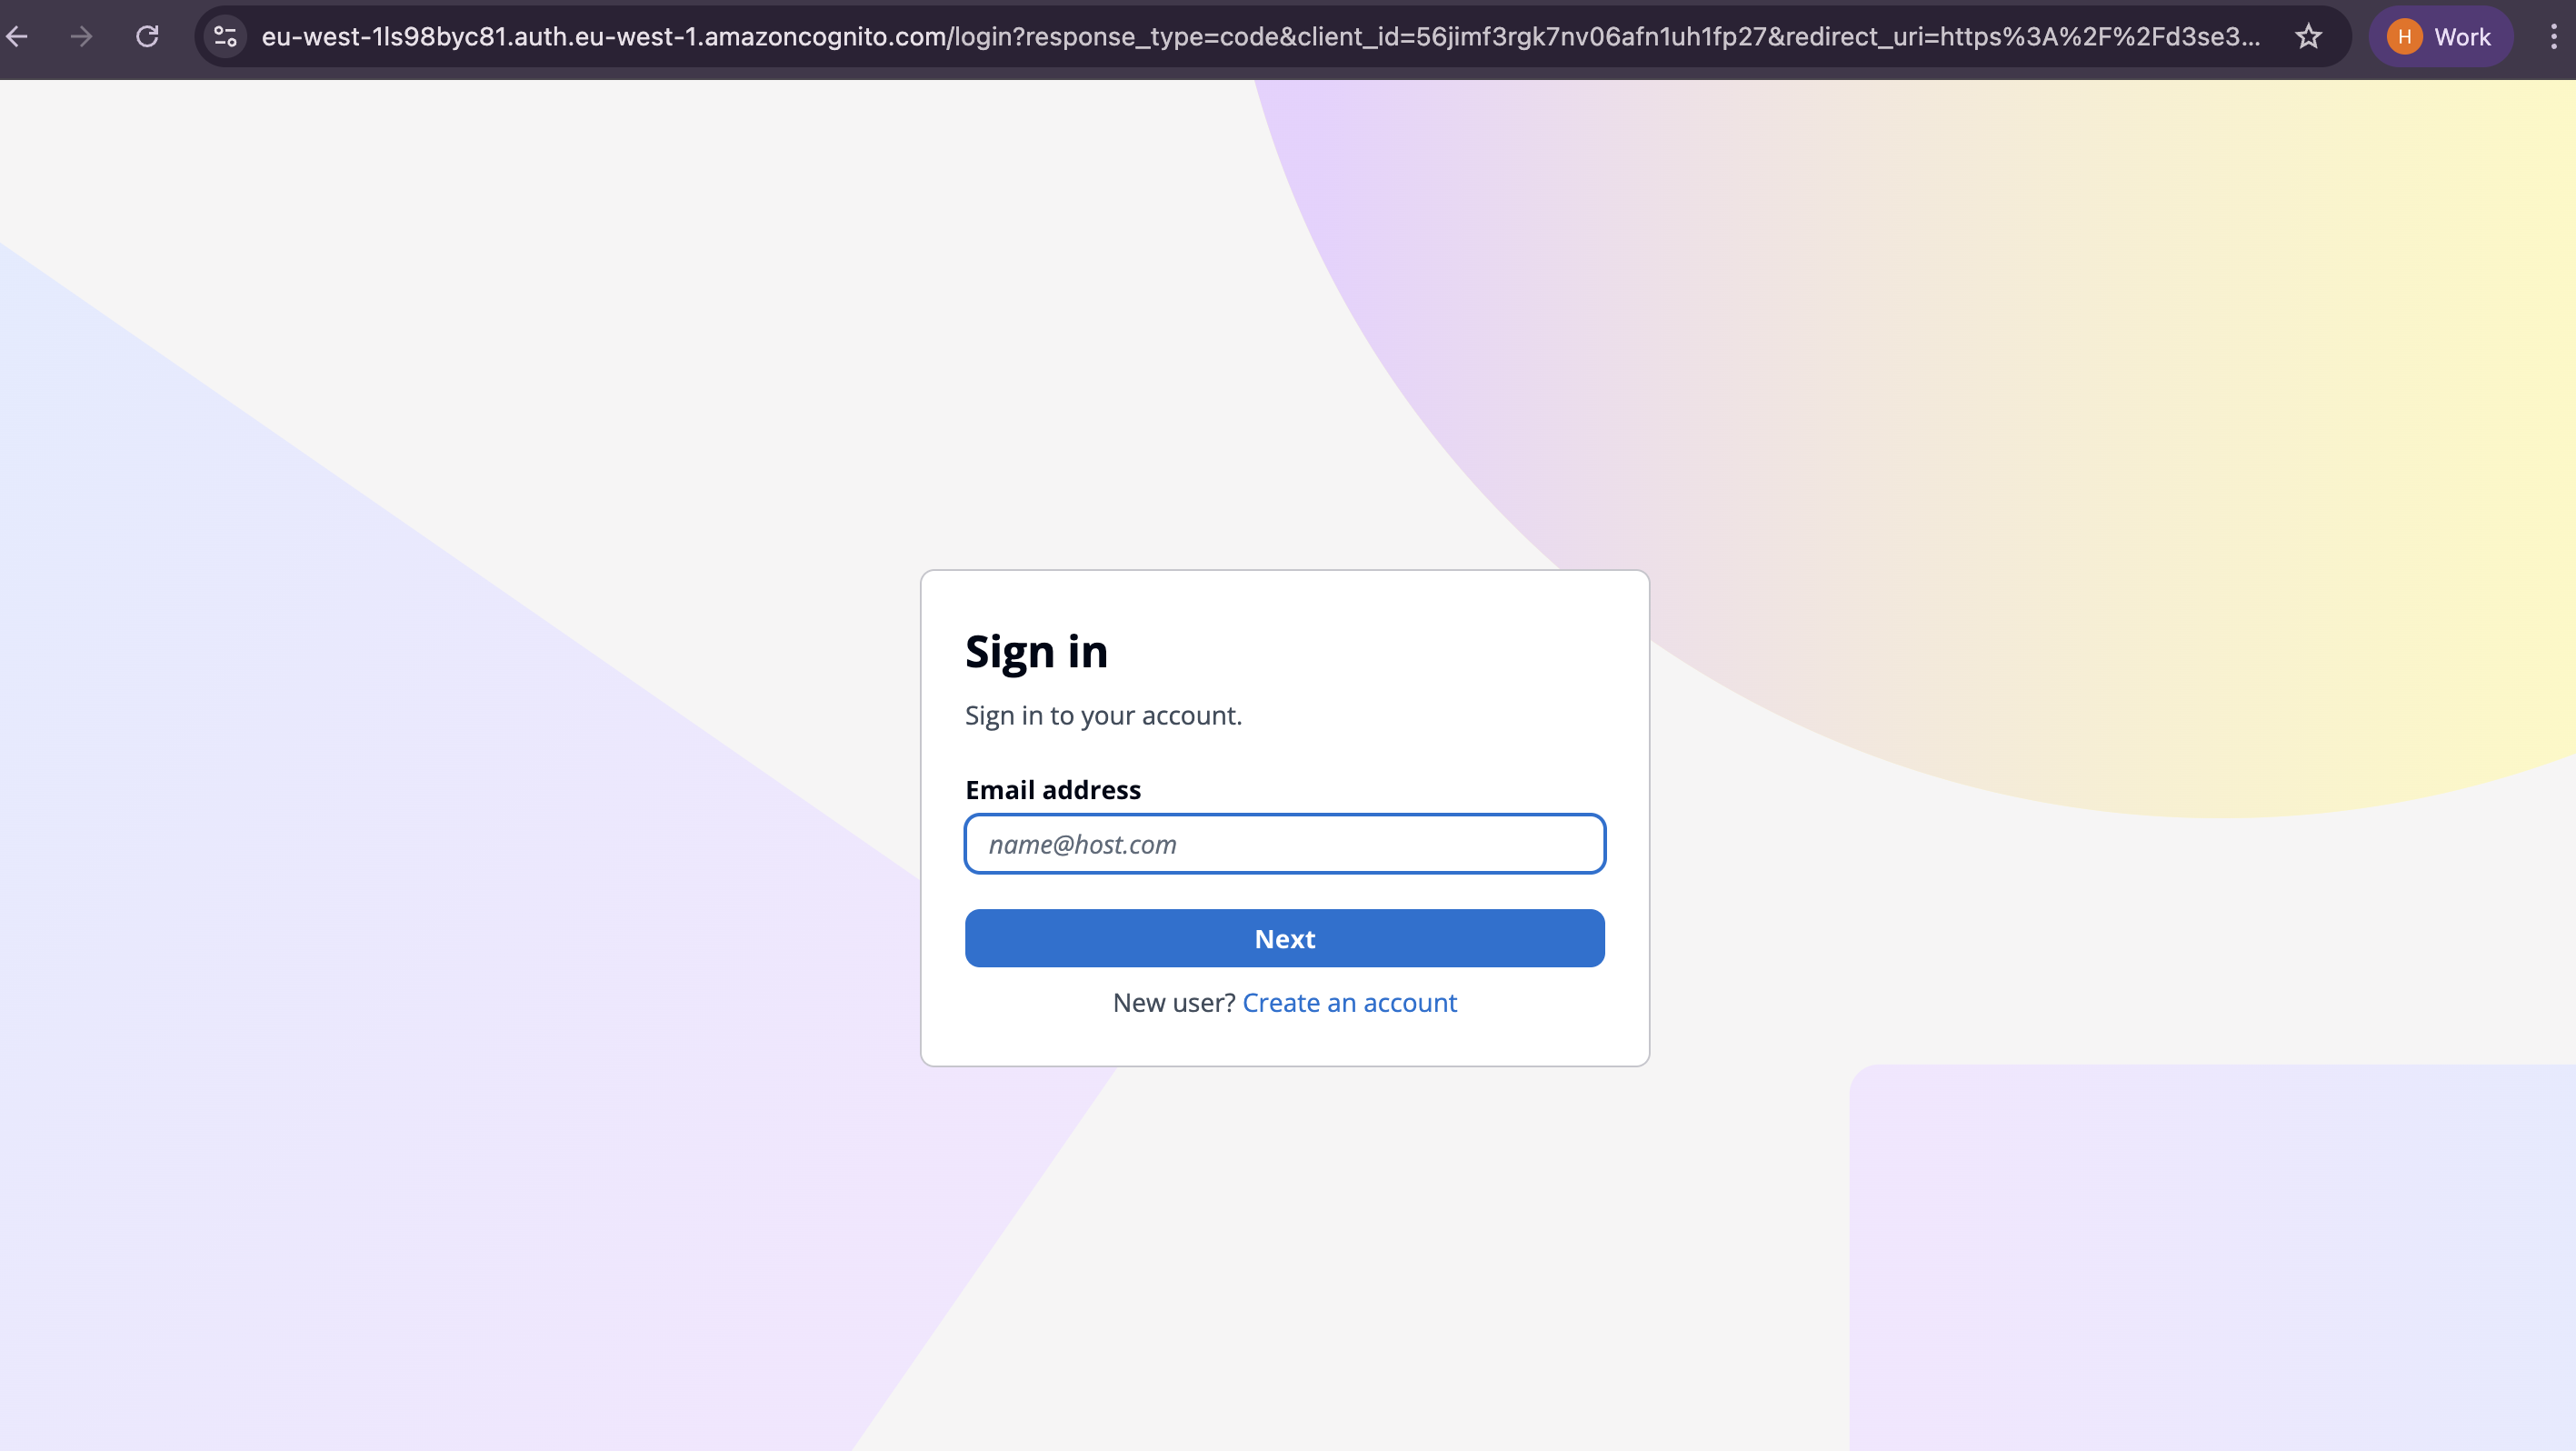 eu-west-1ls98byc81.auth.eu-west-1.amazoncognito.com/login?response_type=code&client_id=56jimf3rgk7nv06afn1uh1fp27&redirect_uri=https%3A%2F%2Fd3se3...
H Work
Sign in
Sign in to your account.
Email address
name@host.com
Next
New user? Create an account